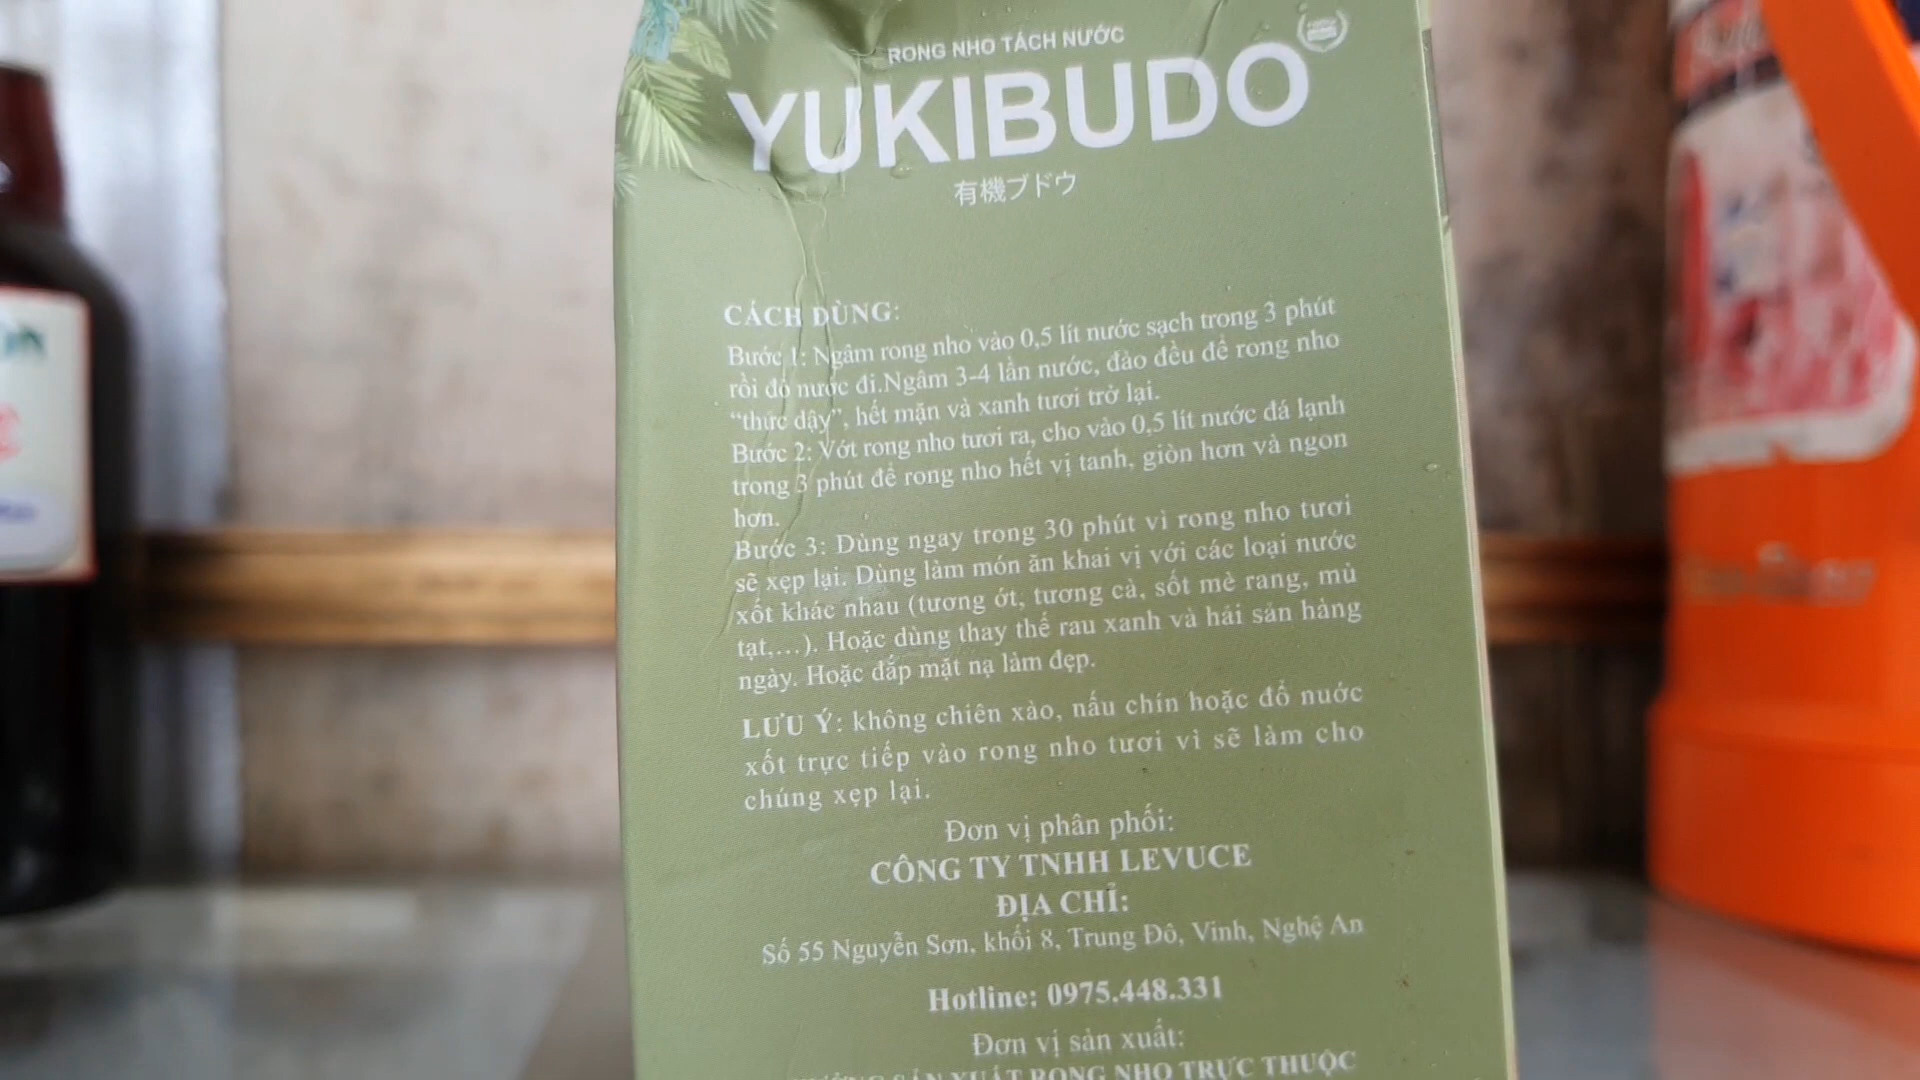 RONG NHO TÁCH NƯỚC
YUKIBUDO
有機ブドウ
CÁCH DÙNG:
Bước 1: Ngâm rong nho vào 0,5 lít nước sạch trong 3 phút
rồi đổ nước đi.Ngâm 3-4 lần nước, đảo đều để rong nho
“thức dậy”, hết mặn và xanh tươi trở lại.
Bước 2: Vớt rong nho tươi ra, cho vào 0,5 lít nước đá lạnh
trong 3 phút để rong nho hết vị tanh, giòn hơn và ngon
hơn.
Bước 3: Dùng ngay trong 30 phút vì rong nho tươi
sẽ xẹp lại. Dùng làm món ăn khai vị với các loại nước
xốt khác nhau (tương ớt, tương cà, sốt mè rang, mù
tạt,...). Hoặc dùng thay thế rau xanh và hải sản hàng
ngày. Hoặc đắp mặt nạ làm đẹp.
LƯU Ý: không chiên xào, nấu chín hoặc đổ nước
xốt trực tiếp vào rong nho tươi vì sẽ làm cho
chúng xẹp lại.
Đơn vị phân phối:
CÔNG TY TNHH LEVUCE
ĐỊA CHỈ:
Số 55 Nguyễn Sơn, khối 8, Trung Đô, Vinh, Nghệ An
Hotline: 0975.448.331
Đơn vị sản xuất:
SẢN XUẤT RONG NHO TRỰC THUỘC